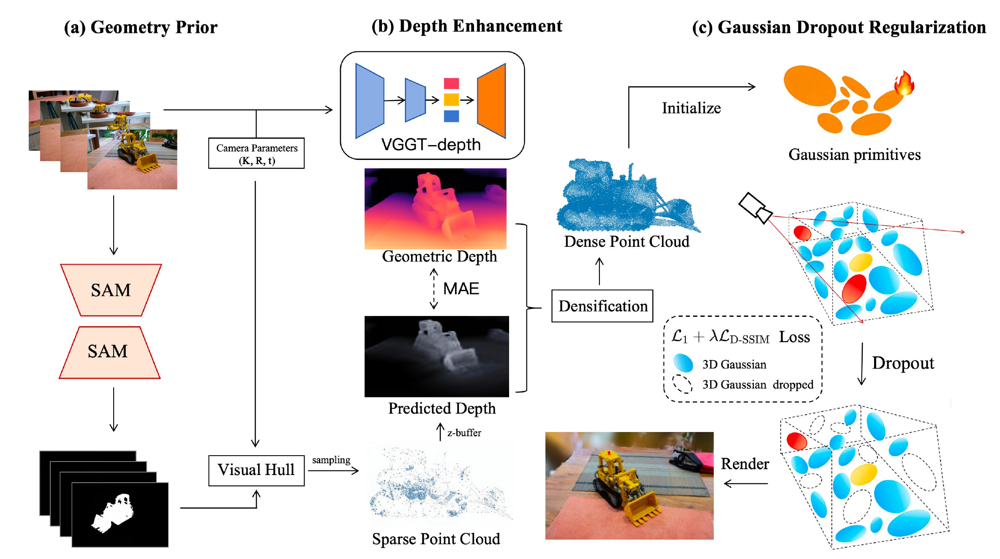 (a) Geometry Prior
(b) Depth Enhancement
(c) Gaussian Dropout Regularization
Camera Parameters
(K, R, t)
VGGT-depth
Initialize
Gaussian primitives
Geometric Depth
Dense Point Cloud
SAM
MAE
Densification
SAM
Predicted Depth
z-buffer
Visual Hull
sampling
Sparse Point Cloud
ℒ₁ + λℒ_D-SSIM Loss
3D Gaussian
3D Gaussian dropped
Dropout
Render